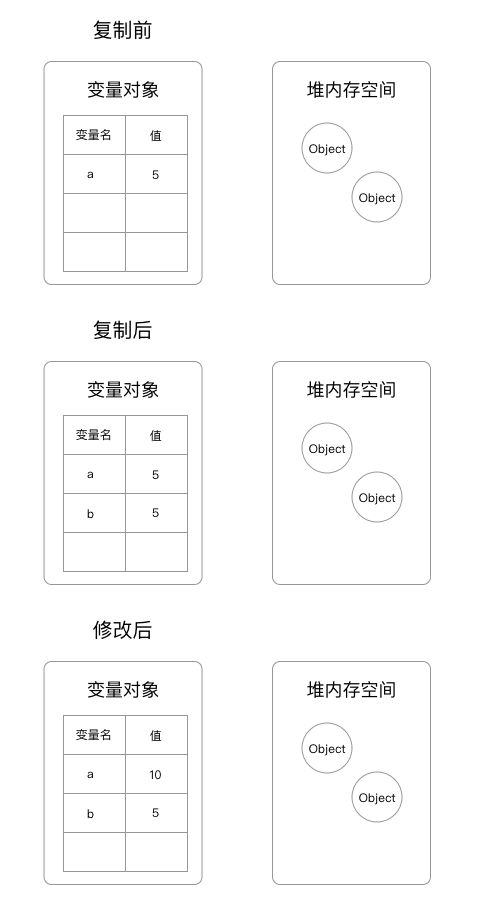 复制前
变量对象
变量名 值
a 5
堆内存空间
Object
Object
复制后
变量对象
变量名 值
a 5
b 5
堆内存空间
Object
Object
修改后
变量对象
变量名 值
a 10
b 5
堆内存空间
Object
Object